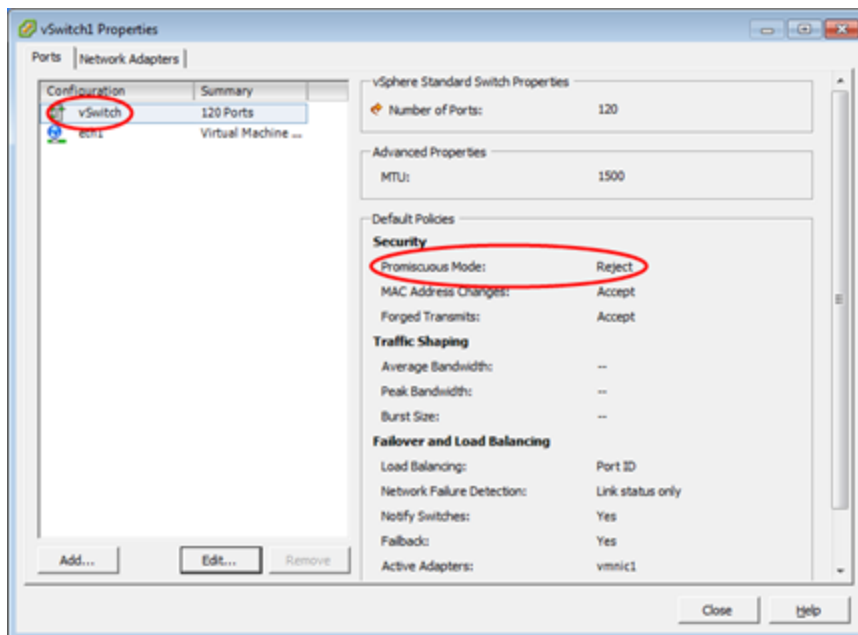 vSwitch1 Properties
Ports Network Adapters
Configuration Summary
vSwitch 120 Ports
eth1 Virtual Machine ...
vSphere Standard Switch Properties
Number of Ports: 120
Advanced Properties
MTU: 1500
Default Policies
Security
Promiscuous Mode: Reject
MAC Address Changes: Accept
Forged Transmits: Accept
Traffic Shaping
Average Bandwidth: --
Peak Bandwidth: --
Burst Size: --
Failover and Load Balancing
Load Balancing: Port ID
Network Failure Detection: Link status only
Notify Switches: Yes
Failback: Yes
Active Adapters: vmnic1
Add... Edit... Remove
Close Help